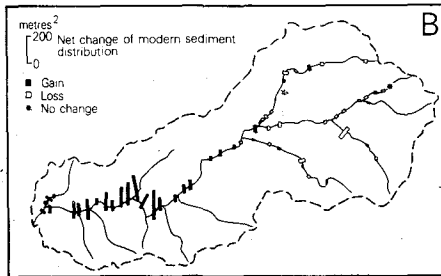 B
metres²
200 Net change of modern sediment
distribution
0
Gain
Loss
No change